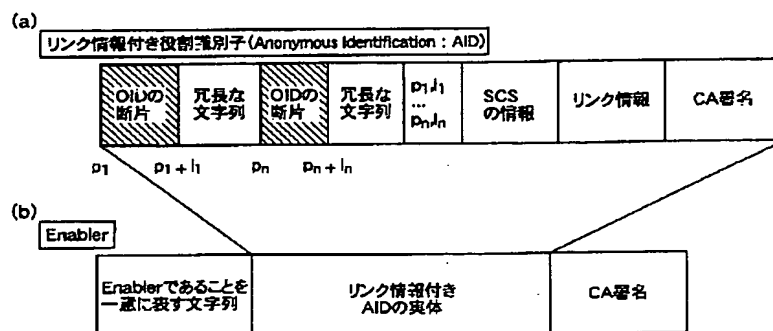 (a)
リンク情報付き役割識別子(Anonymous Identification : AID)
OIDの
断片
冗長な
文字列
OIDの
断片
冗長な
文字列
p1,l1
...
pn,ln
SCS
の情報
リンク情報
CA署名
p1
p1 + l1
pn
pn + ln
(b)
Enabler
Enablerであることを
一意に表す文字列
リンク情報付き
AIDの実体
CA署名